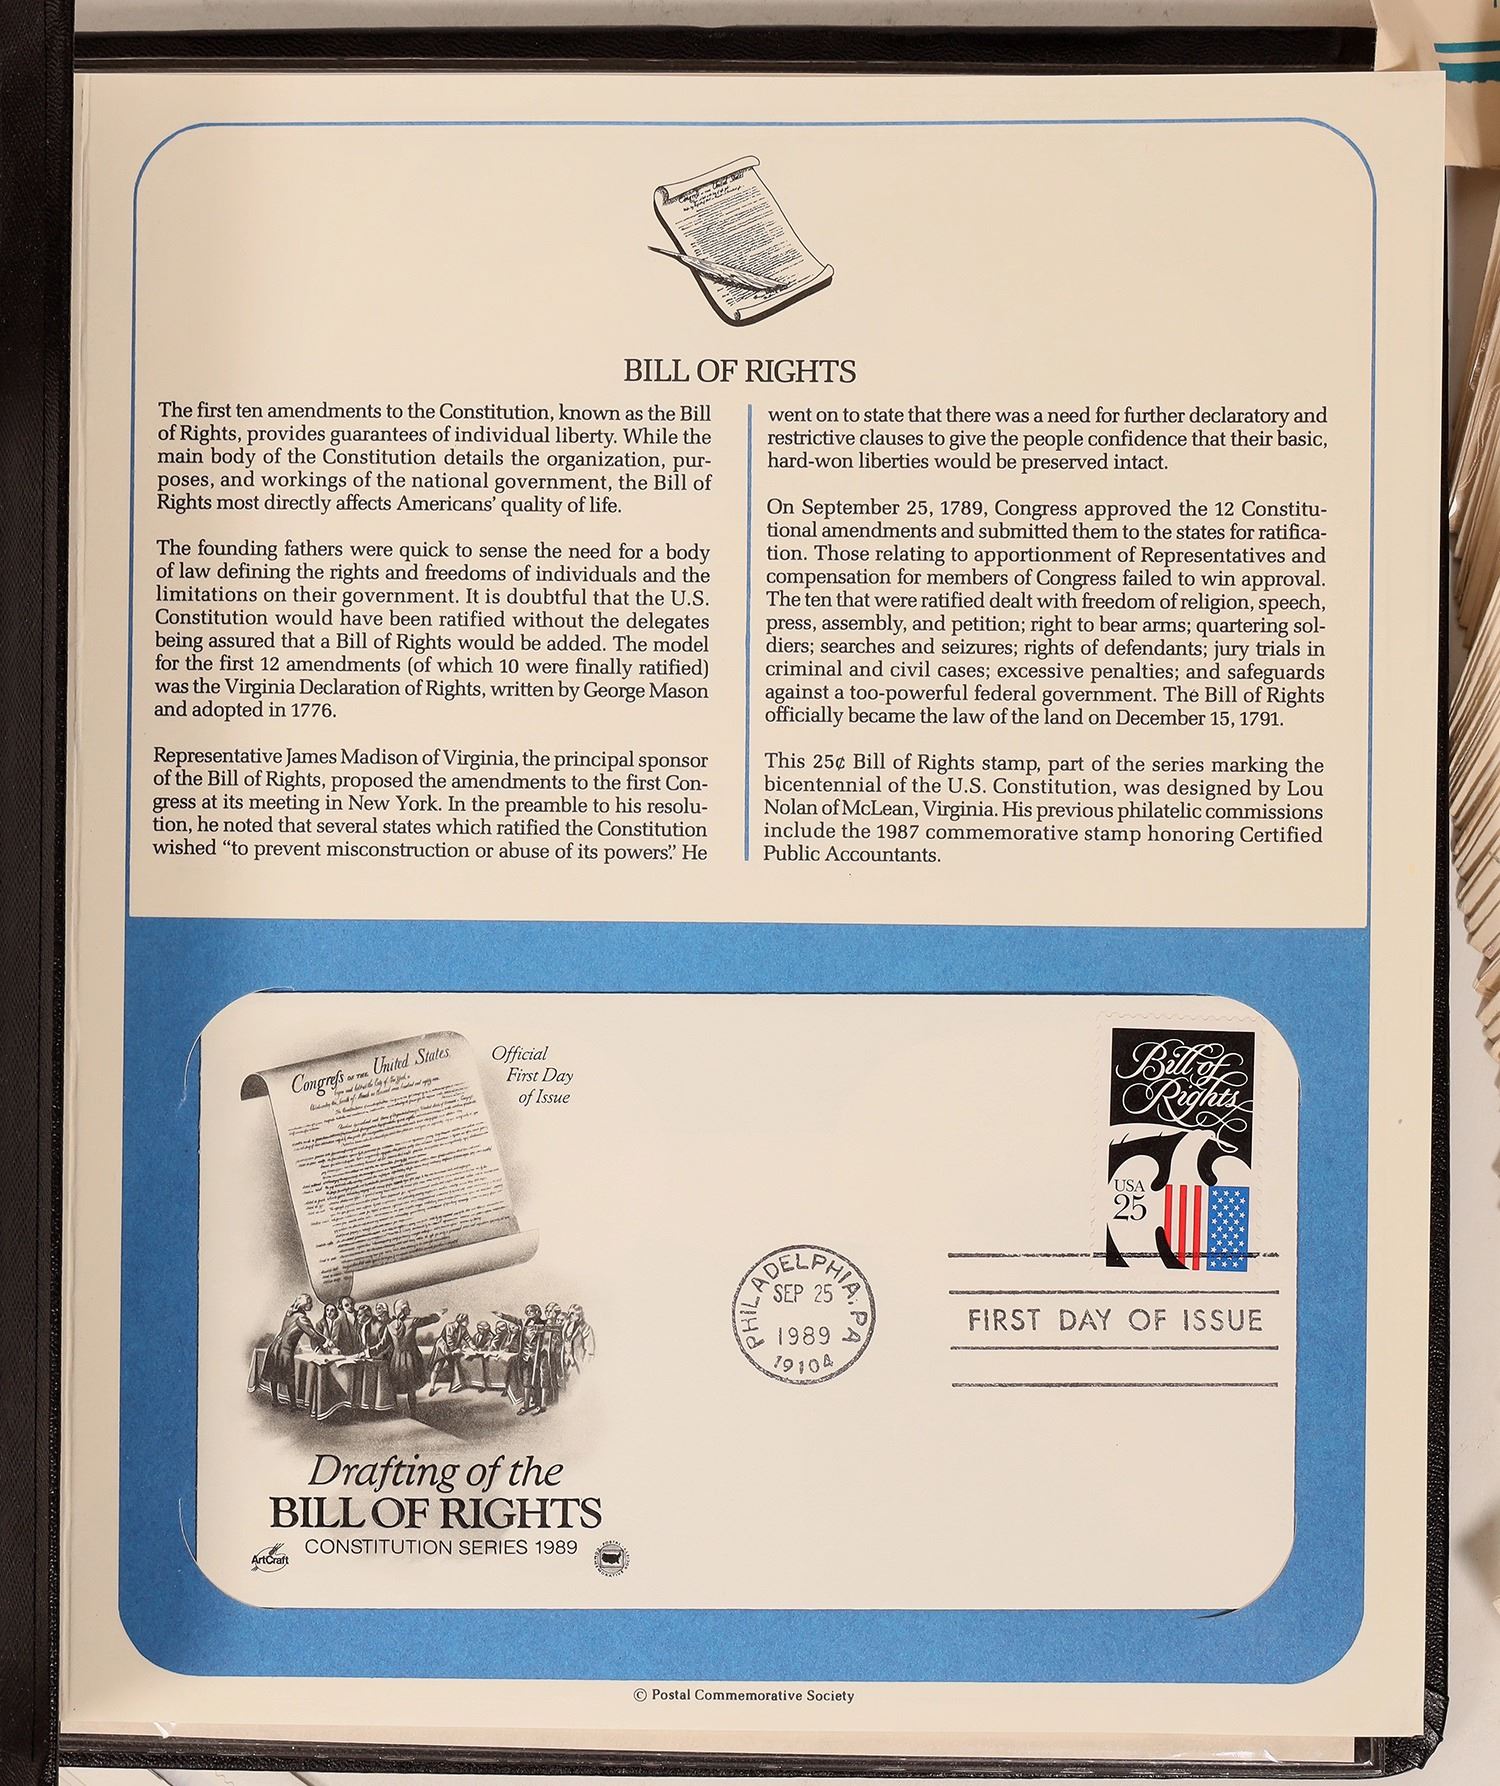 BILL OF RIGHTS
The first ten amendments to the Constitution, known as the Bill
of Rights, provides guarantees of individual liberty. While the
main body of the Constitution details the organization, pur-
poses, and workings of the national government, the Bill of
Rights most directly affects Americans' quality of life.
The founding fathers were quick to sense the need for a body
of law defining the rights and freedoms of individuals and the
limitations on their government. It is doubtful that the U.S.
Constitution would have been ratified without the delegates
being assured that a Bill of Rights would be added. The model
for the first 12 amendments (of which 10 were finally ratified)
was the Virginia Declaration of Rights, written by George Mason
and adopted in 1776.
Representative James Madison of Virginia, the principal sponsor
of the Bill of Rights, proposed the amendments to the first Con-
gress at its meeting in New York. In the preamble to his resolu-
tion, he noted that several states which ratified the Constitution
wished "to prevent misconstruction or abuse of its powers." He
went on to state that there was a need for further declaratory and
restrictive clauses to give the people confidence that their basic,
hard-won liberties would be preserved intact.
On September 25, 1789, Congress approved the 12 Constitu-
tional amendments and submitted them to the states for ratifica-
tion. Those relating to apportionment of Representatives and
compensation for members of Congress failed to win approval.
The ten that were ratified dealt with freedom of religion, speech,
press, assembly, and petition; right to bear arms; quartering sol-
diers; searches and seizures; rights of defendants; jury trials in
criminal and civil cases; excessive penalties; and safeguards
against a too-powerful federal government. The Bill of Rights
officially became the law of the land on December 15, 1791.
This 25¢ Bill of Rights stamp, part of the series marking the
bicentennial of the U.S. Constitution, was designed by Lou
Nolan of McLean, Virginia. His previous philatelic commissions
include the 1987 commemorative stamp honoring Certified
Public Accountants.
Congress OF THE United States
Official
First Day
of Issue
Bill of
Rights
USA
25
PHILADELPHIA, PA
SEP 25
1989
19104
FIRST DAY OF ISSUE
Drafting of the
BILL OF RIGHTS
CONSTITUTION SERIES 1989
ArtCraft
© Postal Commemorative Society